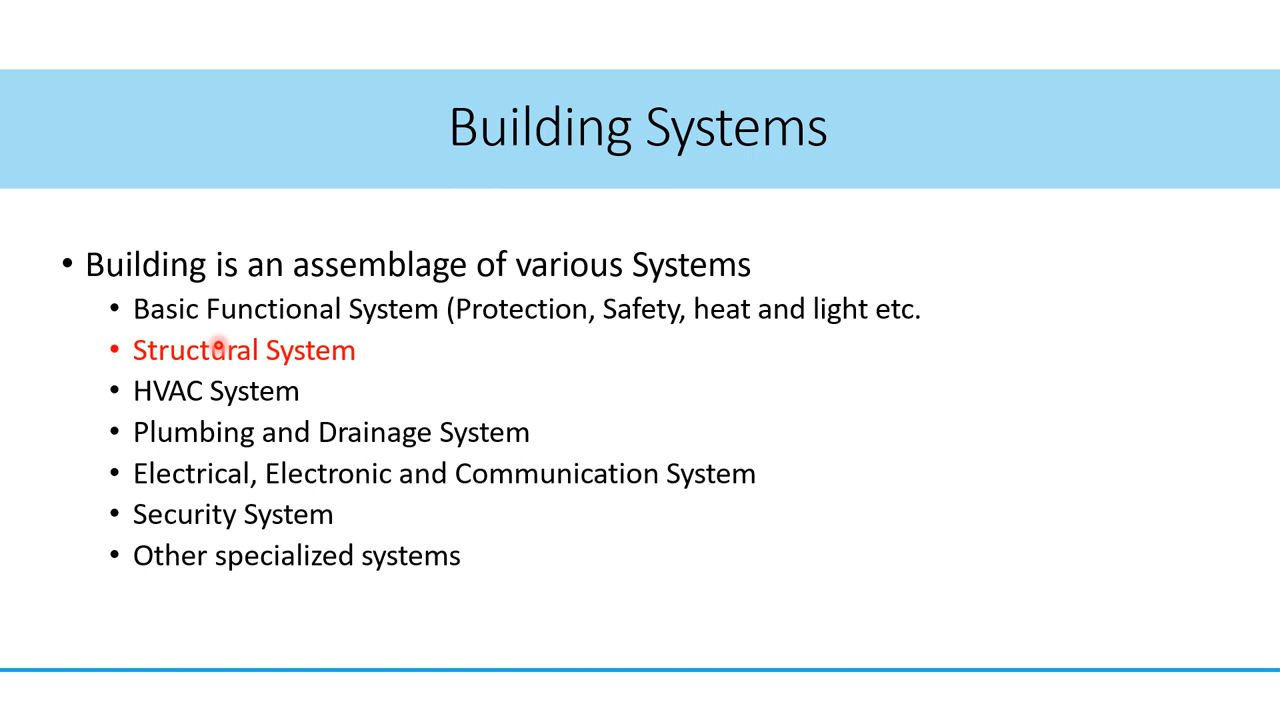 Building Systems
• Building is an assemblage of various Systems
• Basic Functional System (Protection, Safety, heat and light etc.
• Structural System
• HVAC System
• Plumbing and Drainage System
• Electrical, Electronic and Communication System
• Security System
• Other specialized systems